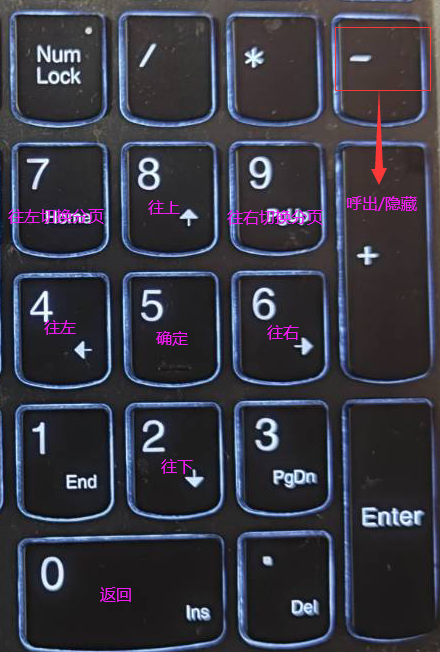 Num
Lock
/
*
-
7
往左切换分页
Home
8
往上
9
往右切换分页
PgUp
呼出/隐藏
+
4
往左
5
确定
6
往右
1
End
2
往下
3
PgDn
Enter
0
返回
Ins
.
Del